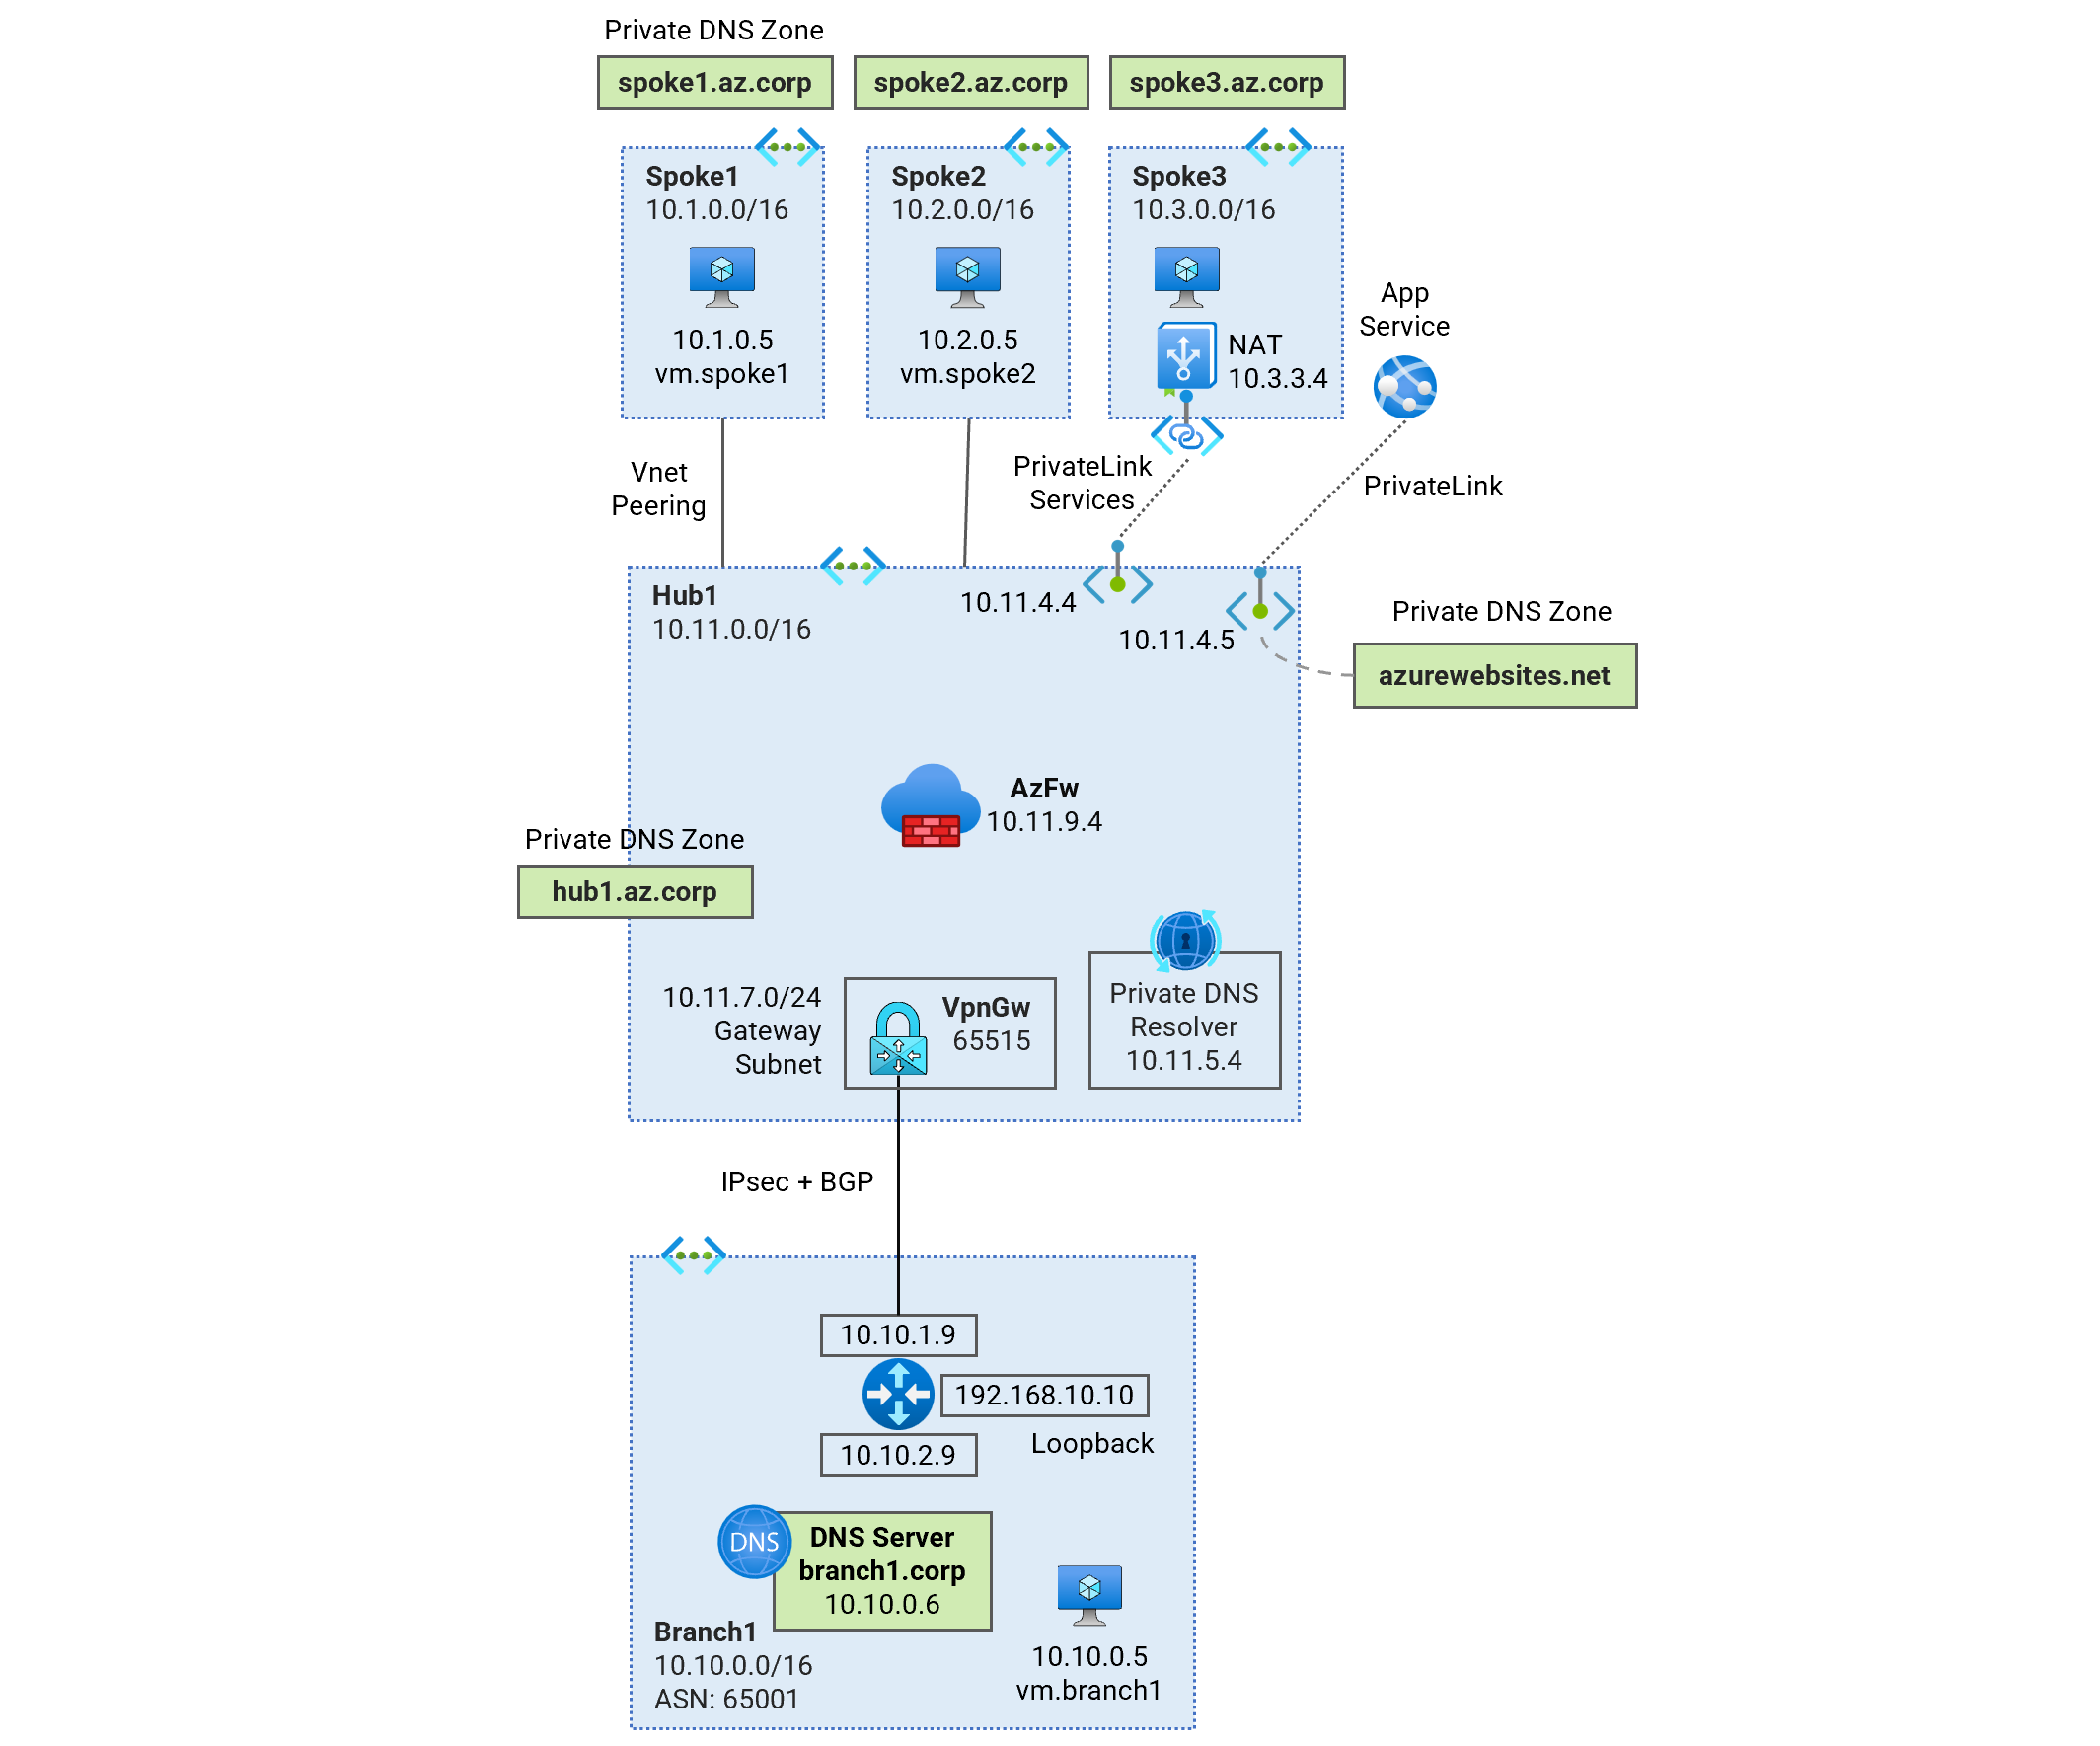 Private DNS Zone
spoke1.az.corp
spoke2.az.corp
spoke3.az.corp
Spoke1
10.1.0.0/16
10.1.0.5
vm.spoke1
Spoke2
10.2.0.0/16
10.2.0.5
vm.spoke2
Spoke3
10.3.0.0/16
NAT
10.3.3.4
App
Service
Vnet
Peering
PrivateLink
Services
PrivateLink
Hub1
10.11.0.0/16
10.11.4.4
10.11.4.5
Private DNS Zone
azurewebsites.net
AzFw
10.11.9.4
Private DNS Zone
hub1.az.corp
10.11.7.0/24
Gateway
Subnet
VpnGw
65515
Private DNS
Resolver
10.11.5.4
IPsec + BGP
10.10.1.9
192.168.10.10
Loopback
10.10.2.9
DNS
DNS Server
branch1.corp
10.10.0.6
Branch1
10.10.0.0/16
ASN: 65001
10.10.0.5
vm.branch1